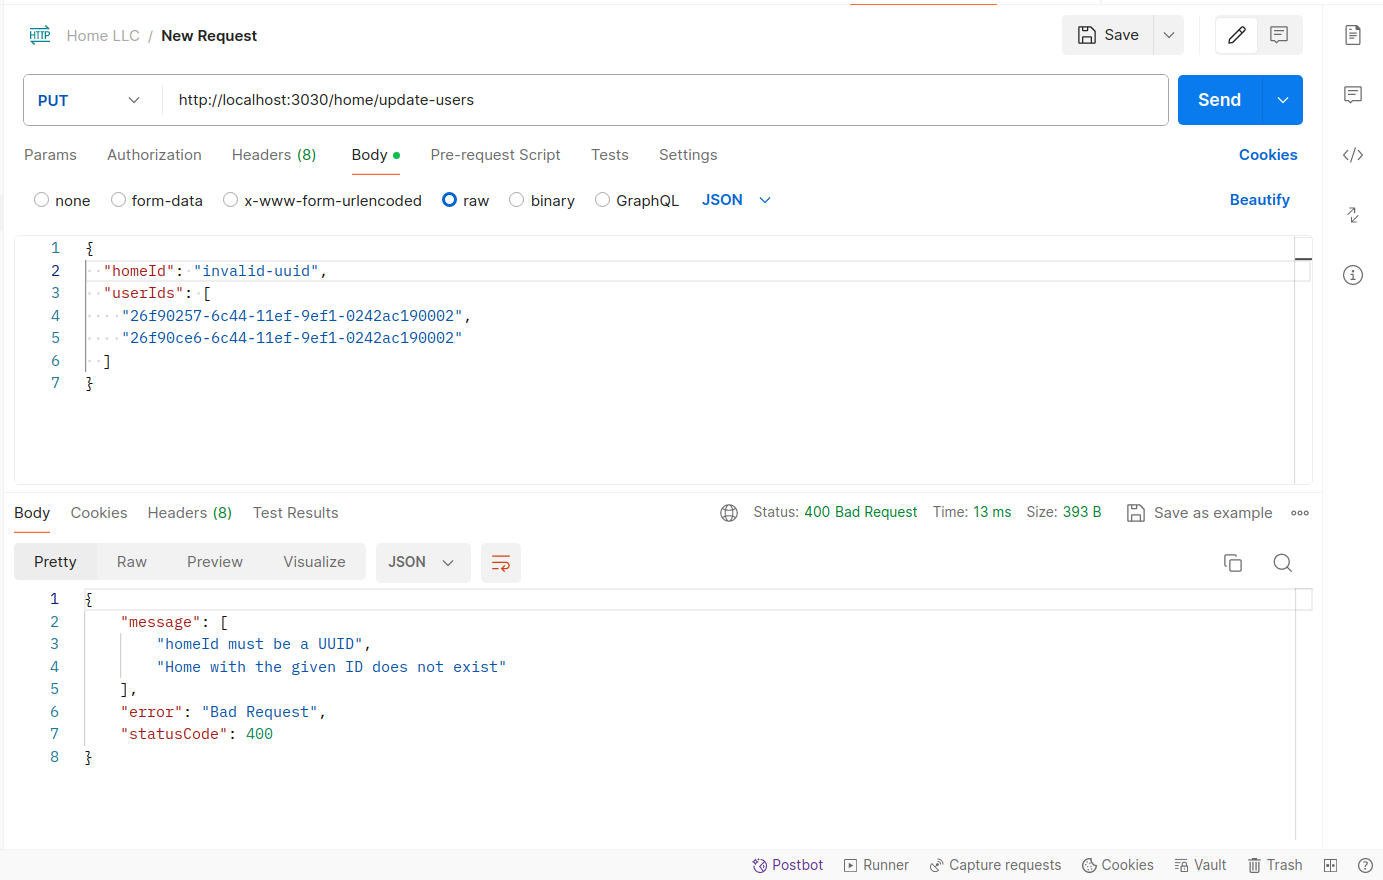 HTTP Home LLC / New Request Save
PUT http://localhost:3030/home/update-users Send
Params Authorization Headers (8) Body Pre-request Script Tests Settings Cookies
none form-data x-www-form-urlencoded raw binary GraphQL JSON Beautify
1 {
2 "homeId": "invalid-uuid",
3 "userIds": [
4 "26f90257-6c44-11ef-9ef1-0242ac190002",
5 "26f90ce6-6c44-11ef-9ef1-0242ac190002"
6 ]
7 }
Body Cookies Headers (8) Test Results Status: 400 Bad Request Time: 13 ms Size: 393 B Save as example
Pretty Raw Preview Visualize JSON
1 {
2 "message": [
3 "homeId must be a UUID",
4 "Home with the given ID does not exist"
5 ],
6 "error": "Bad Request",
7 "statusCode": 400
8 }
Postbot Runner Capture requests Cookies Vault Trash